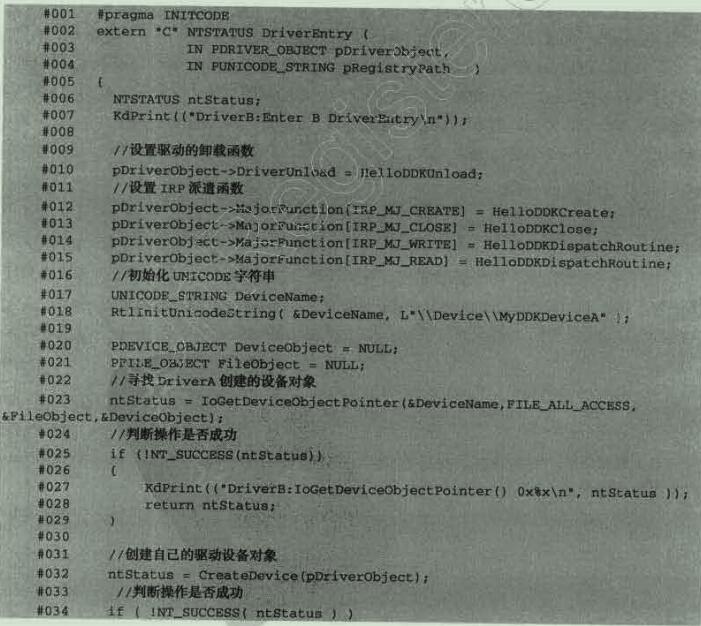 #001 #pragma INITCODE
#002 extern "C" NTSTATUS DriverEntry (
#003 IN PDRIVER_OBJECT pDriverObject,
#004 IN PUNICODE_STRING pRegistryPath )
#005 {
#006 NTSTATUS ntStatus;
#007 KdPrint(("DriverB:Enter B DriverEntry\n"));
#008
#009 //设置驱动的卸载函数
#010 pDriverObject->DriverUnload = HelloDDKUnload;
#011 //设置 IRP 派遣函数
#012 pDriverObject->MajorFunction[IRP_MJ_CREATE] = HelloDDKCreate;
#013 pDriverObject->MajorFunction[IRP_MJ_CLOSE] = HelloDDKClose;
#014 pDriverObject->MajorFunction[IRP_MJ_WRITE] = HelloDDKDispatchRoutine;
#015 pDriverObject->MajorFunction[IRP_MJ_READ] = HelloDDKDispatchRoutine;
#016 //初始化 UNICODE 字符串
#017 UNICODE_STRING DeviceName;
#018 RtlInitUnicodeString( &DeviceName, L"\\Device\\MyDDKDeviceA" );
#019
#020 PDEVICE_OBJECT DeviceObject = NULL;
#021 PFILE_OBJECT FileObject = NULL;
#022 //寻找 DriverA 创建的设备对象
#023 ntStatus = IoGetDeviceObjectPointer(&DeviceName,FILE_ALL_ACCESS,
&FileObject,&DeviceObject);
#024 //判断操作是否成功
#025 if (!NT_SUCCESS(ntStatus))
#026 {
#027 KdPrint(("DriverB:IoGetDeviceObjectPointer() 0x%x\n", ntStatus ));
#028 return ntStatus;
#029 }
#030
#031 //创建自己的驱动设备对象
#032 ntStatus = CreateDevice(pDriverObject);
#033 //判断操作是否成功
#034 if ( !NT_SUCCESS( ntStatus ) )